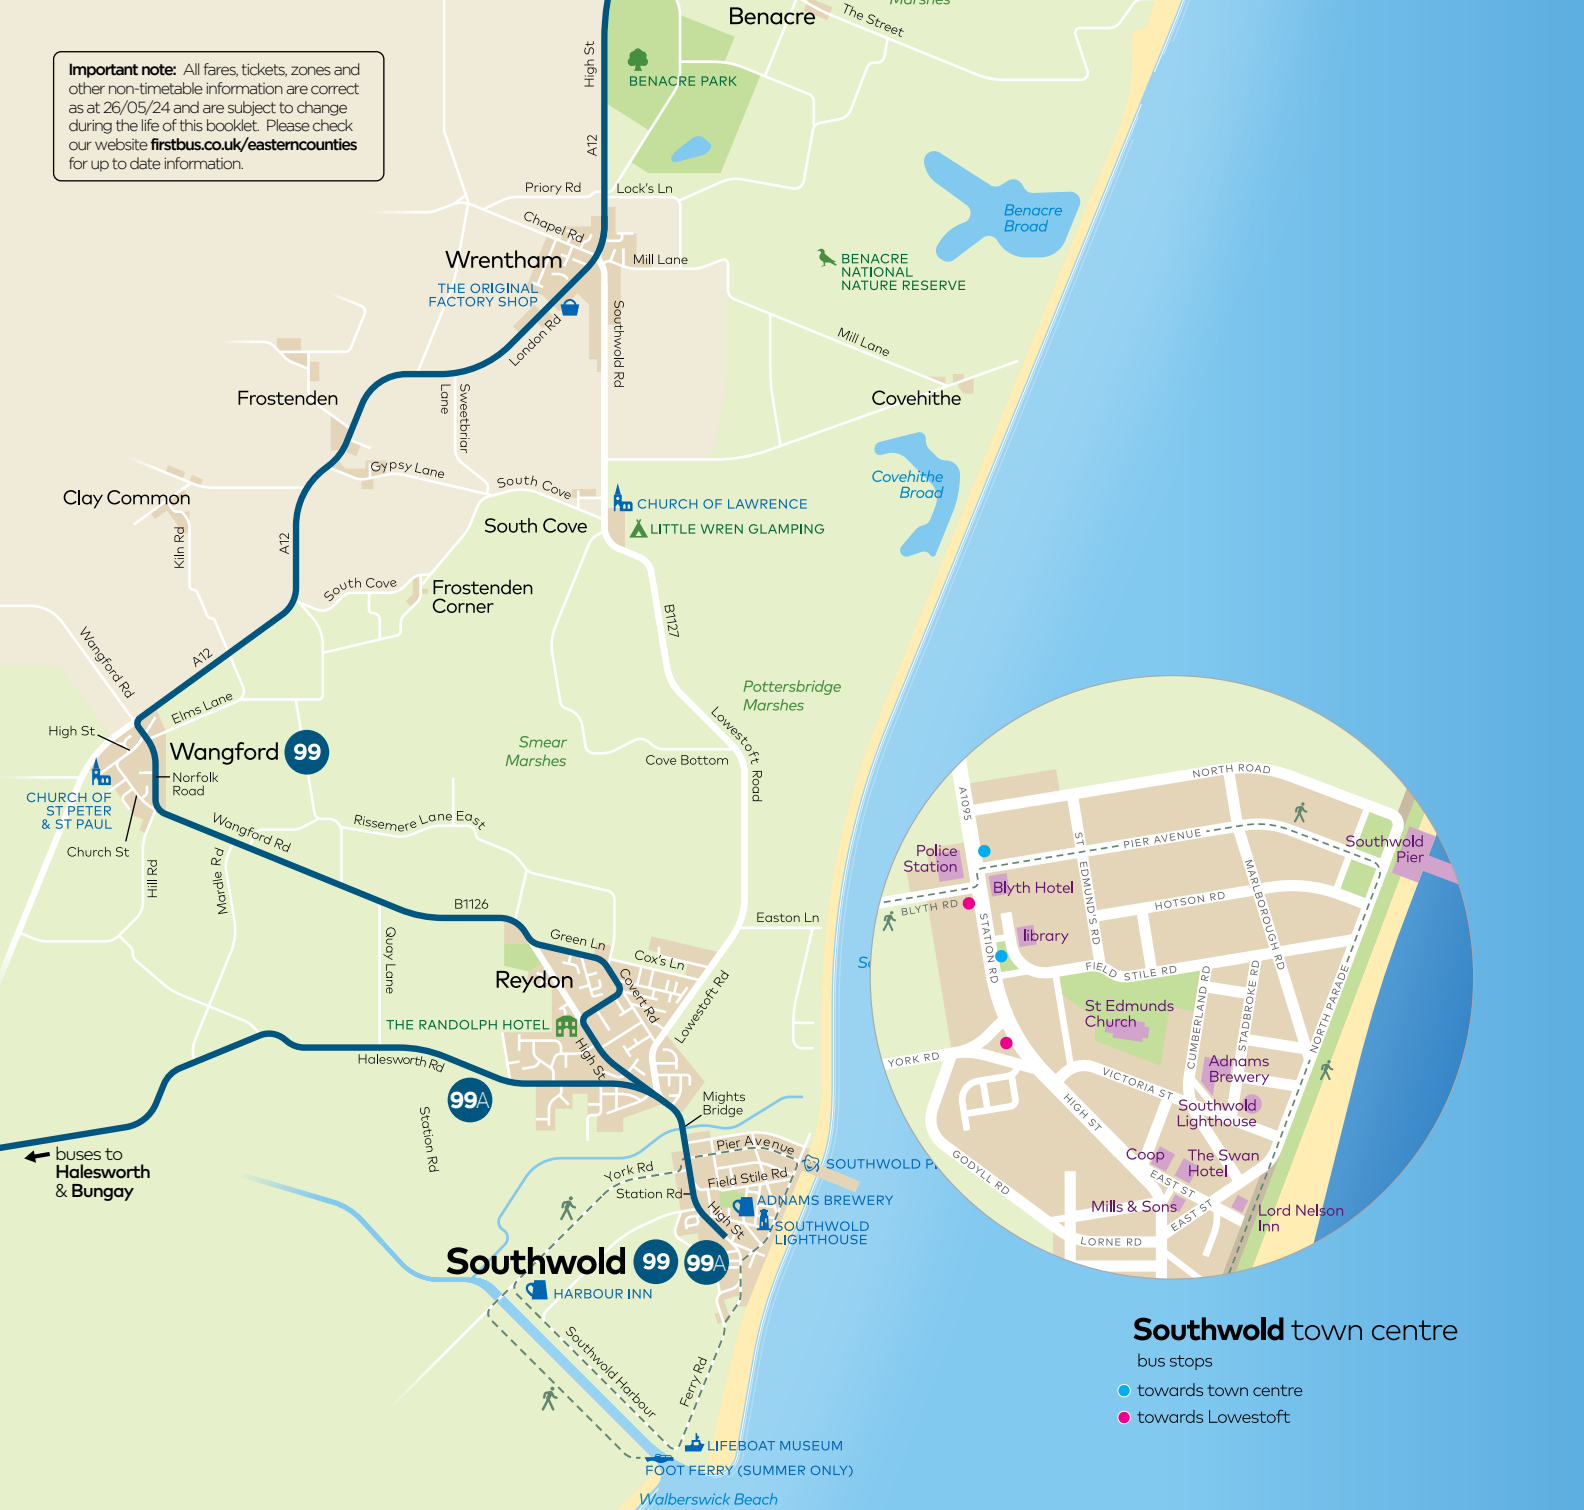 Benacre
The Street
Marshes
Important note: All fares, tickets, zones and
other non-timetable information are correct
as at 26/05/24 and are subject to change
during the life of this booklet. Please check
our website firstbus.co.uk/easterncounties
for up to date information.
High St
BENACRE PARK
A12
Priory Rd
Lock's Ln
Chapel Rd
Benacre
Broad
Wrentham
Mill Lane
BENACRE
NATIONAL
NATURE RESERVE
THE ORIGINAL
FACTORY SHOP
London Rd
Southwold Rd
Mill Lane
Frostenden
Sweetbriar
Lane
Covehithe
Gypsy Lane
South Cove
Covehithe
Broad
Clay Common
CHURCH OF LAWRENCE
South Cove
LITTLE WREN GLAMPING
Kiln Rd
A12
South Cove
Frostenden
Corner
B1127
Wangford Rd
A12
Elms Lane
Pottersbridge
Marshes
High St
Wangford 99
Smear
Marshes
Lowestoft Road
Cove Bottom
Norfolk
Road
CHURCH OF
ST PETER
& ST PAUL
Wangford Rd
Rissemere Lane East
Church St
Hill Rd
Mardle Rd
B1126
Easton Ln
Quay Lane
Green Ln
Cox's Ln
Reydon
Covert Rd
Lowestoft Rd
THE RANDOLPH HOTEL
High St
Halesworth Rd
99A
Mights
Bridge
Station Rd
buses to
Halesworth
& Bungay
Pier Avenue
York Rd
Field Stile Rd
SOUTHWOLD P
Station Rd
High St
ADNAMS BREWERY
SOUTHWOLD
LIGHTHOUSE
Southwold 99 99A
HARBOUR INN
Southwold Harbour
Ferry Rd
LIFEBOAT MUSEUM
FOOT FERRY (SUMMER ONLY)
Walberswick Beach
NORTH ROAD
A1095
PIER AVENUE
Southwold
Pier
Police
Station
ST EDMUND'S RD
MARLBOROUGH RD
Blyth Hotel
BLYTH RD
HOTSON RD
STATION RD
library
FIELD STILE RD
St Edmunds
Church
CUMBERLAND RD
STADBROKE RD
NORTH PARADE
YORK RD
Adnams
Brewery
VICTORIA ST
HIGH ST
Southwold
Lighthouse
GODYLL RD
Coop
The Swan
Hotel
EAST ST
Mills & Sons
EAST ST
Lord Nelson
Inn
LORNE RD
Southwold town centre
bus stops
towards town centre
towards Lowestoft